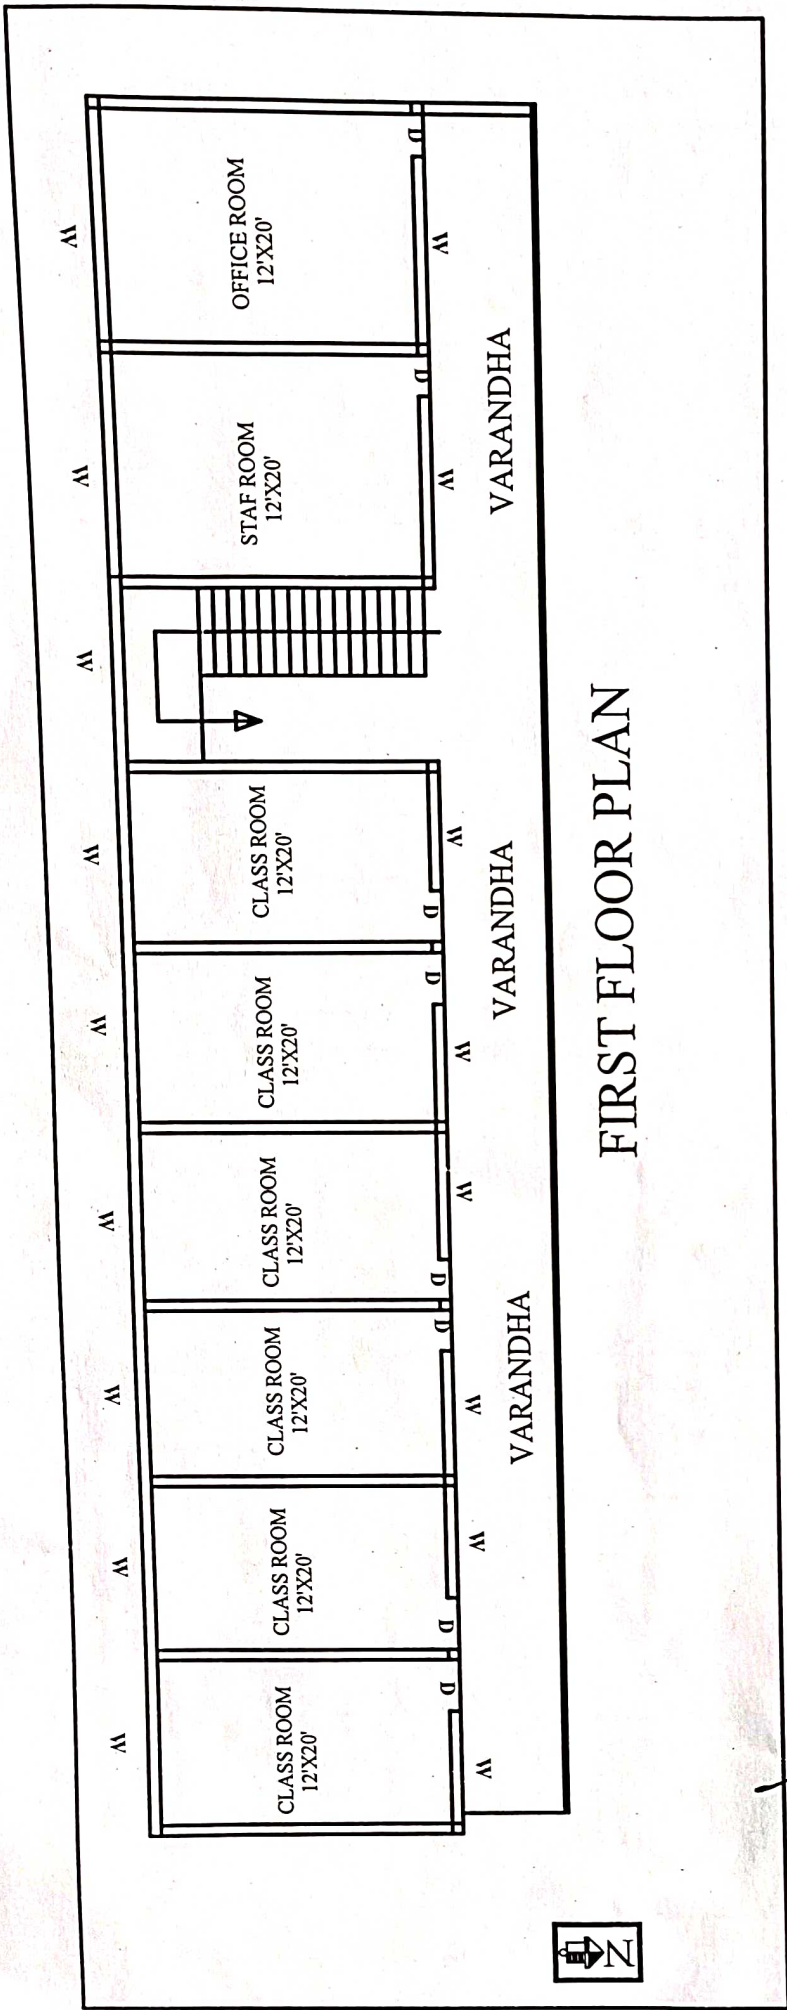 W W W W W W W W W
CLASS ROOM
12'X20'
CLASS ROOM
12'X20'
CLASS ROOM
12'X20'
CLASS ROOM
12'X20'
CLASS ROOM
12'X20'
CLASS ROOM
12'X20'
STAF ROOM
12'X20'
OFFICE ROOM
12'X20'
D D D D D D D D
W W W W W W W W
VARANDHA VARANDHA VARANDHA
FIRST FLOOR PLAN
N